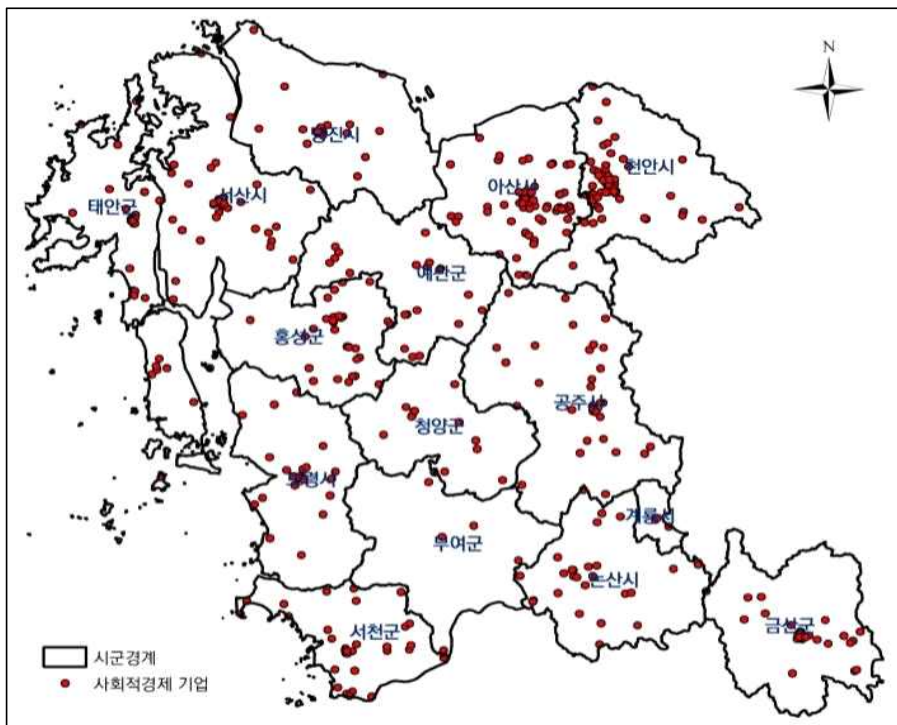 N
당진시
천안시
아산시
서산시
태안군
예산군
홍성군
공주시
청양군
보령시
계룡시
부여군
논산시
서천군
금산군
시군경계
사회적경제 기업